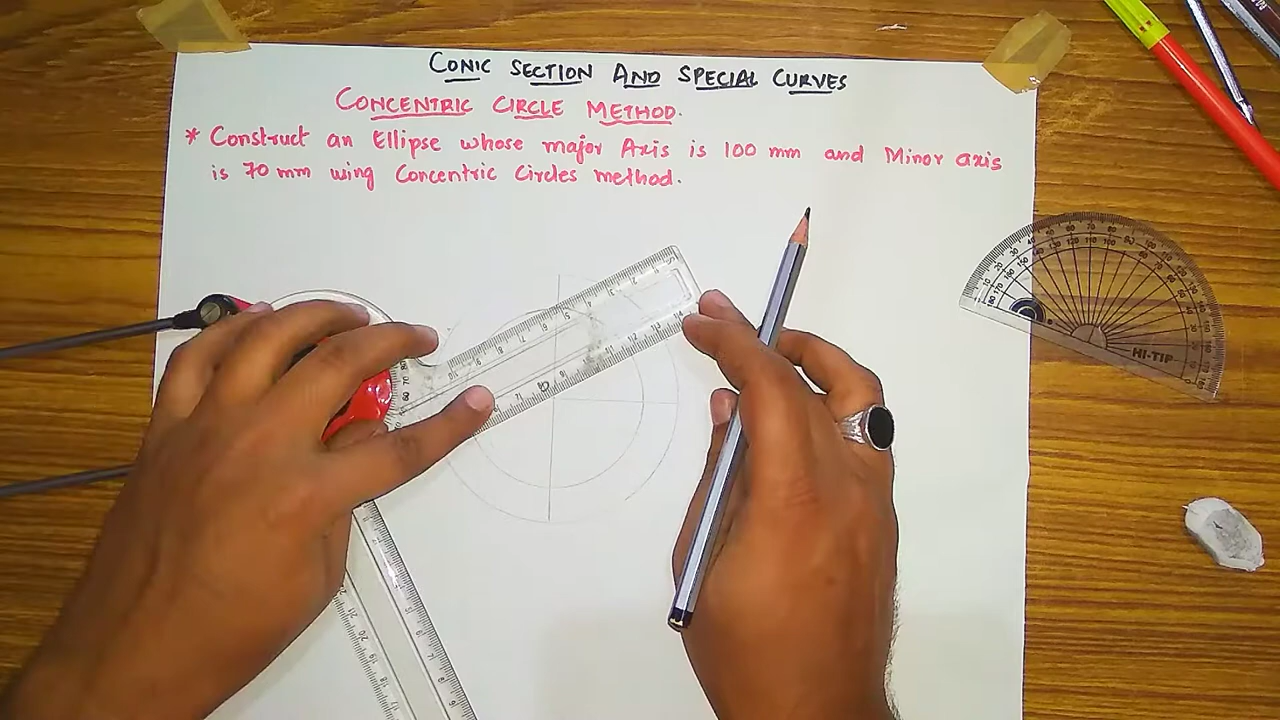 CONIC SECTION AND SPECIAL CURVES
CONCENTRIC CIRCLE METHOD.
* Construct an Ellipse whose major Axis is 100 mm and Minor axis
is 70 mm using Concentric Circles method.
HI-TIP